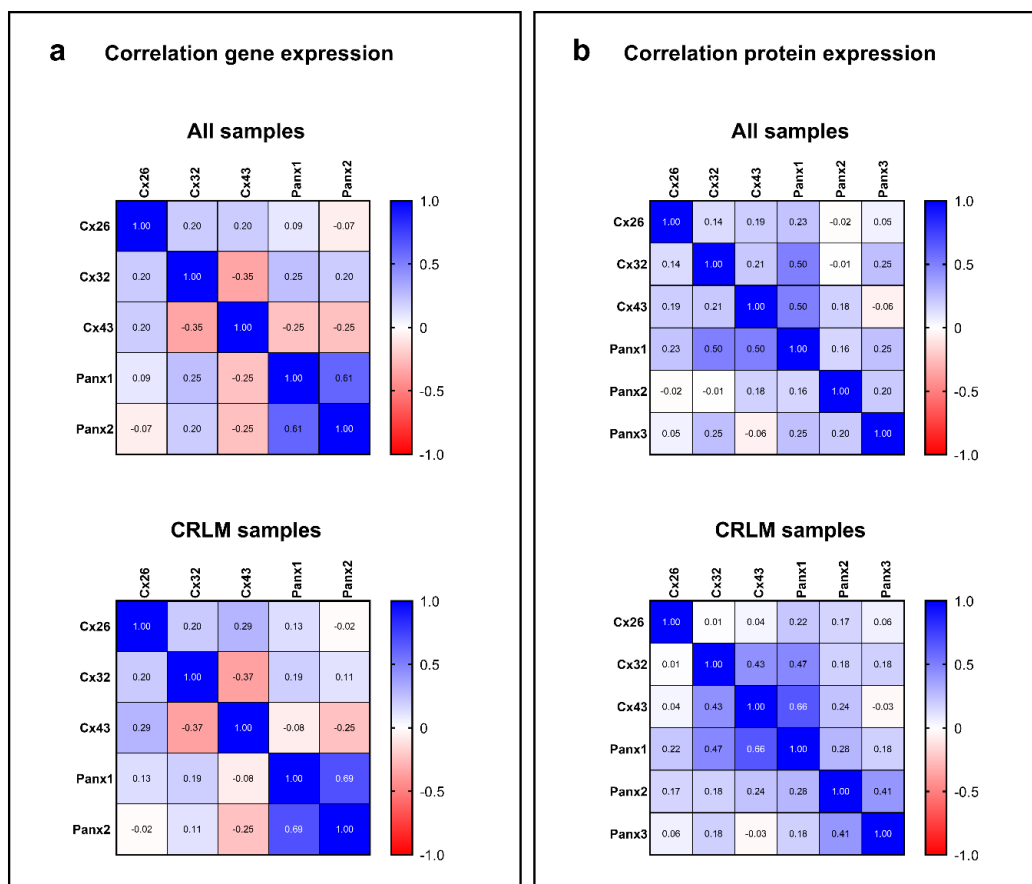 a Correlation gene expression
All samples
Cx26 Cx32 Cx43 Panx1 Panx2
Cx26 1.00 0.20 0.20 0.09 -0.07
Cx32 0.20 1.00 -0.35 0.25 0.20
Cx43 0.20 -0.35 1.00 -0.25 -0.25
Panx1 0.09 0.25 -0.25 1.00 0.61
Panx2 -0.07 0.20 -0.25 0.61 1.00
1.0
0.5
0
-0.5
-1.0
CRLM samples
Cx26 Cx32 Cx43 Panx1 Panx2
Cx26 1.00 0.20 0.29 0.13 -0.02
Cx32 0.20 1.00 -0.37 0.19 0.11
Cx43 0.29 -0.37 1.00 -0.08 -0.25
Panx1 0.13 0.19 -0.08 1.00 0.69
Panx2 -0.02 0.11 -0.25 0.69 1.00
1.0
0.5
0
-0.5
-1.0
b Correlation protein expression
All samples
Cx26 Cx32 Cx43 Panx1 Panx2 Panx3
Cx26 1.00 0.14 0.19 0.23 -0.02 0.05
Cx32 0.14 1.00 0.21 0.50 -0.01 0.25
Cx43 0.19 0.21 1.00 0.50 0.18 -0.06
Panx1 0.23 0.50 0.50 1.00 0.16 0.25
Panx2 -0.02 -0.01 0.18 0.16 1.00 0.20
Panx3 0.05 0.25 -0.06 0.25 0.20 1.00
1.0
0.5
0
-0.5
-1.0
CRLM samples
Cx26 Cx32 Cx43 Panx1 Panx2 Panx3
Cx26 1.00 0.01 0.04 0.22 0.17 0.06
Cx32 0.01 1.00 0.43 0.47 0.18 0.18
Cx43 0.04 0.43 1.00 0.66 0.24 -0.03
Panx1 0.22 0.47 0.66 1.00 0.28 0.18
Panx2 0.17 0.18 0.24 0.28 1.00 0.41
Panx3 0.06 0.18 -0.03 0.18 0.41 1.00
1.0
0.5
0
-0.5
-1.0